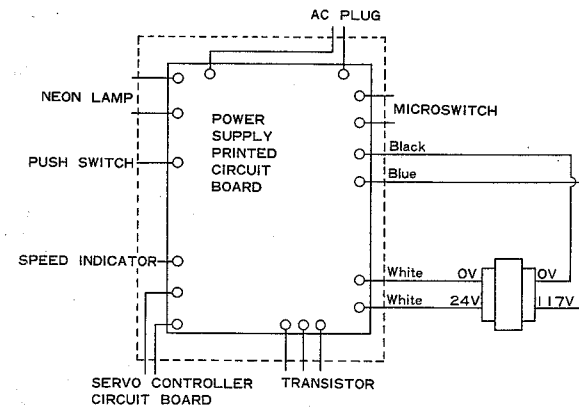 AC PLUG
NEON LAMP
POWER
SUPPLY
PRINTED
CIRCUIT
BOARD
MICROSWITCH
PUSH SWITCH
Black
Blue
SPEED INDICATOR
White
0V
0V
White
24V
117V
SERVO CONTROLLER
CIRCUIT BOARD
TRANSISTOR